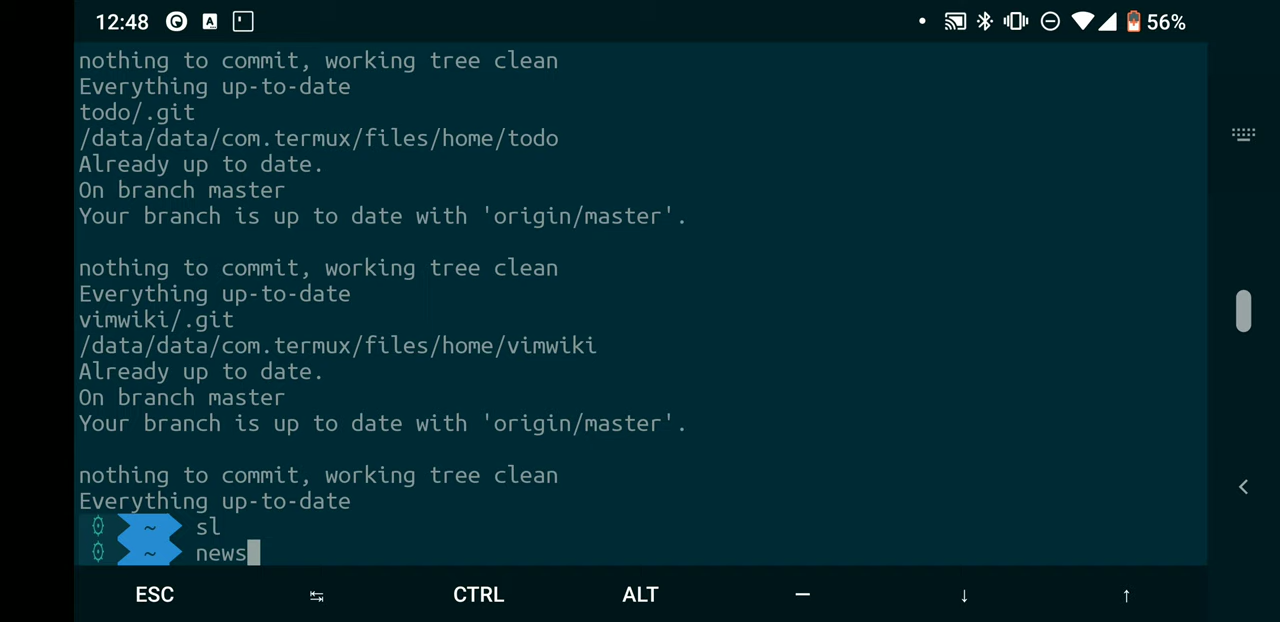 12:48 A 56%
nothing to commit, working tree clean
Everything up-to-date
todo/.git
/data/data/com.termux/files/home/todo
Already up to date.
On branch master
Your branch is up to date with 'origin/master'.
nothing to commit, working tree clean
Everything up-to-date
vimwiki/.git
/data/data/com.termux/files/home/vimwiki
Already up to date.
On branch master
Your branch is up to date with 'origin/master'.
nothing to commit, working tree clean
Everything up-to-date
~ sl
~ news
ESC ↹ CTRL ALT — ↓ ↑